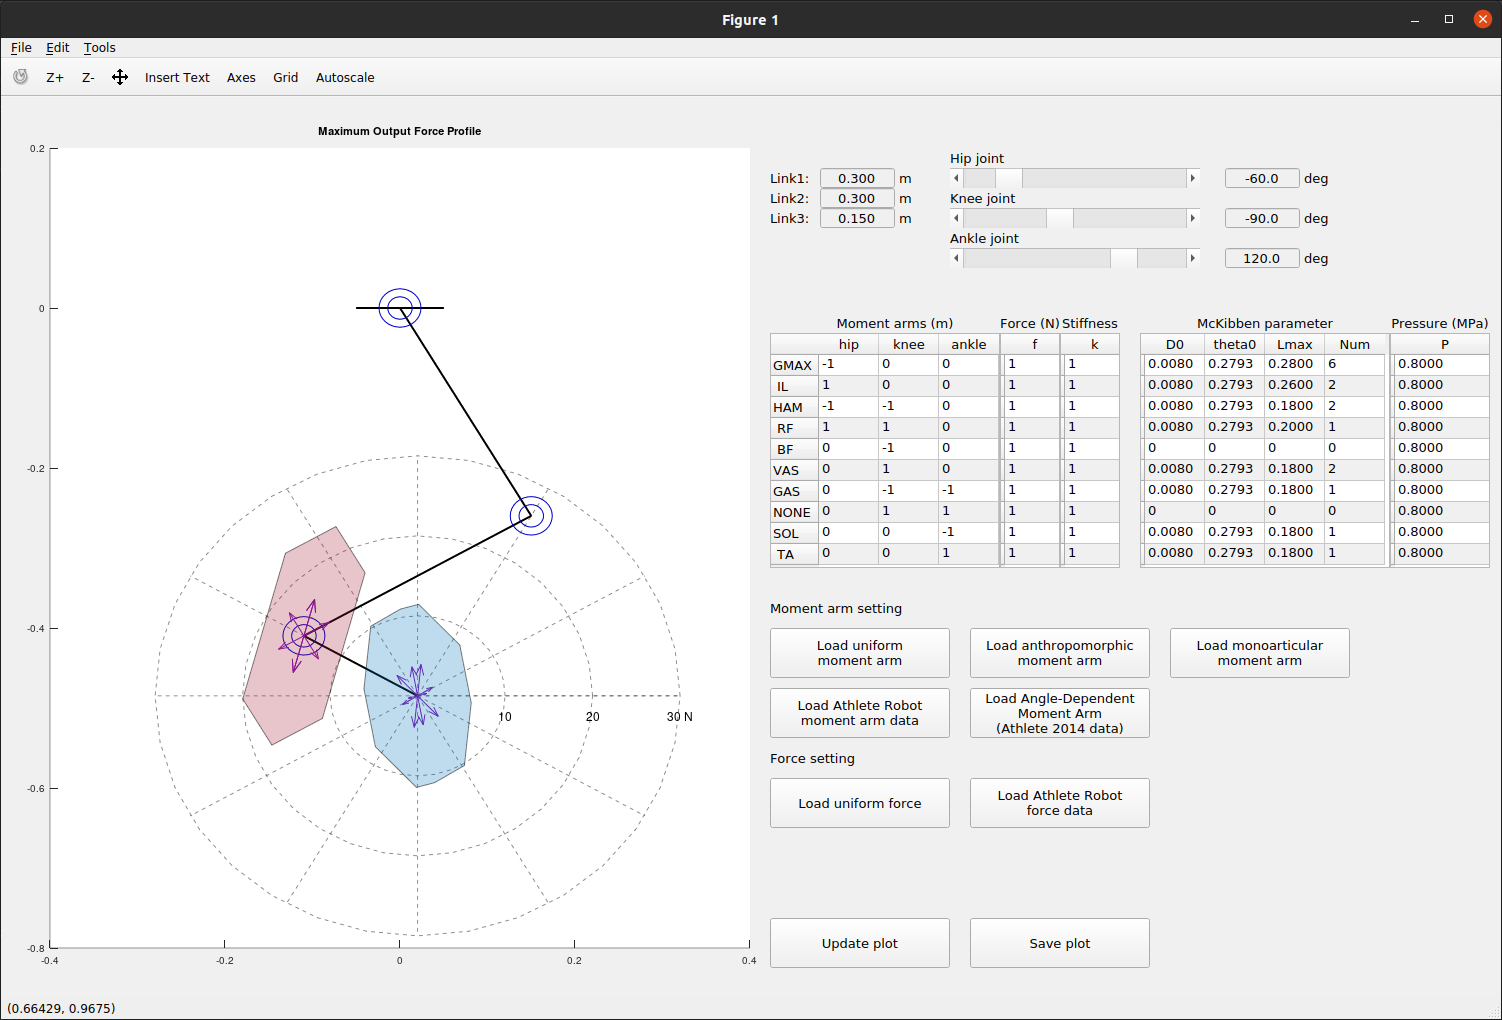 Figure 1
File Edit Tools
Z+ Z- Insert Text Axes Grid Autoscale
Maximum Output Force Profile
0.2
0
-0.2
-0.4
-0.6
-0.8
-0.4 -0.2 0 0.2 0.4
10 20 30 N
Link1: 0.300 m
Link2: 0.300 m
Link3: 0.150 m
Hip joint
-60.0 deg
Knee joint
-90.0 deg
Ankle joint
120.0 deg
Moment arms (m) Force (N) Stiffness
hip knee ankle f k
GMAX -1 0 0 1 1
IL 1 0 0 1 1
HAM -1 -1 0 1 1
RF 1 1 0 1 1
BF 0 -1 0 1 1
VAS 0 1 0 1 1
GAS 0 -1 -1 1 1
NONE 0 1 1 1 1
SOL 0 0 -1 1 1
TA 0 0 1 1 1
McKibben parameter Pressure (MPa)
D0 theta0 Lmax Num P
0.0080 0.2793 0.2800 6 0.8000
0.0080 0.2793 0.2600 2 0.8000
0.0080 0.2793 0.1800 2 0.8000
0.0080 0.2793 0.2000 1 0.8000
0 0 0 0 0.8000
0.0080 0.2793 0.1800 2 0.8000
0.0080 0.2793 0.1800 1 0.8000
0 0 0 0 0.8000
0.0080 0.2793 0.1800 1 0.8000
0.0080 0.2793 0.1800 1 0.8000
Moment arm setting
Load uniform
moment arm
Load anthropomorphic
moment arm
Load monoarticular
moment arm
Load Athlete Robot
moment arm data
Load Angle-Dependent
Moment Arm
(Athlete 2014 data)
Force setting
Load uniform force
Load Athlete Robot
force data
Update plot
Save plot
(0.66429, 0.9675)